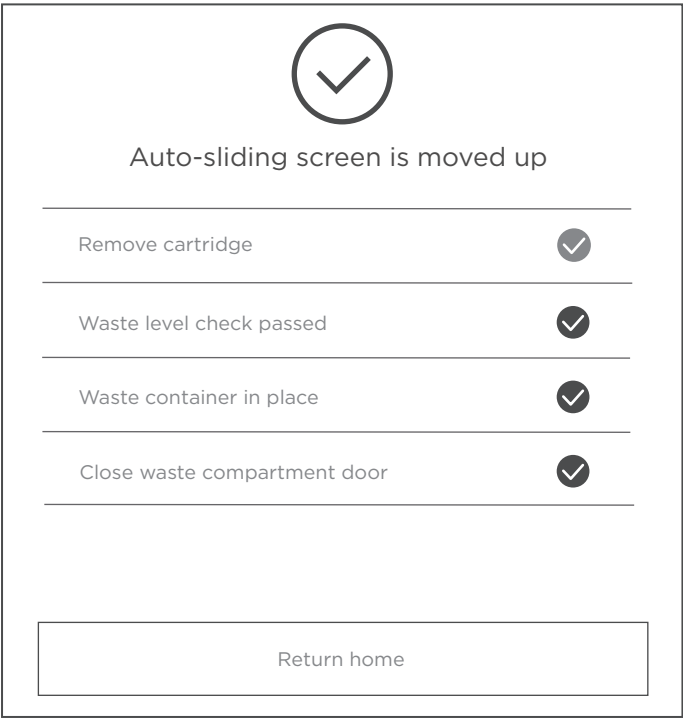 Auto-sliding screen is moved up
Remove cartridge
Waste level check passed
Waste container in place
Close waste compartment door
Return home